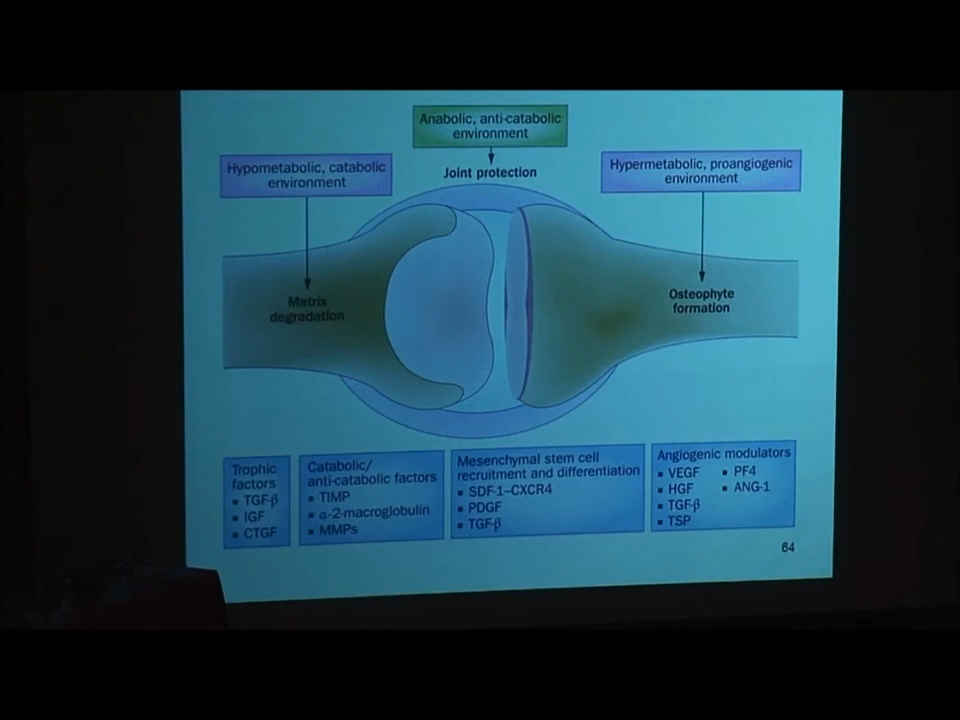 Anabolic, anti-catabolic
environment
Hypometabolic, catabolic
environment
Joint protection
Hypermetabolic, proangiogenic
environment
Matrix
degradation
Osteophyte
formation
Trophic
factors
▪ TGF-β
▪ IGF
▪ CTGF
Catabolic/
anti-catabolic factors
▪ TIMP
▪ α-2-macroglobulin
▪ MMPs
Mesenchymal stem cell
recruitment and differentiation
▪ SDF-1–CXCR4
▪ PDGF
▪ TGF-β
Angiogenic modulators
▪ VEGF
▪ HGF
▪ TGF-β
▪ TSP
▪ PF4
▪ ANG-1
64